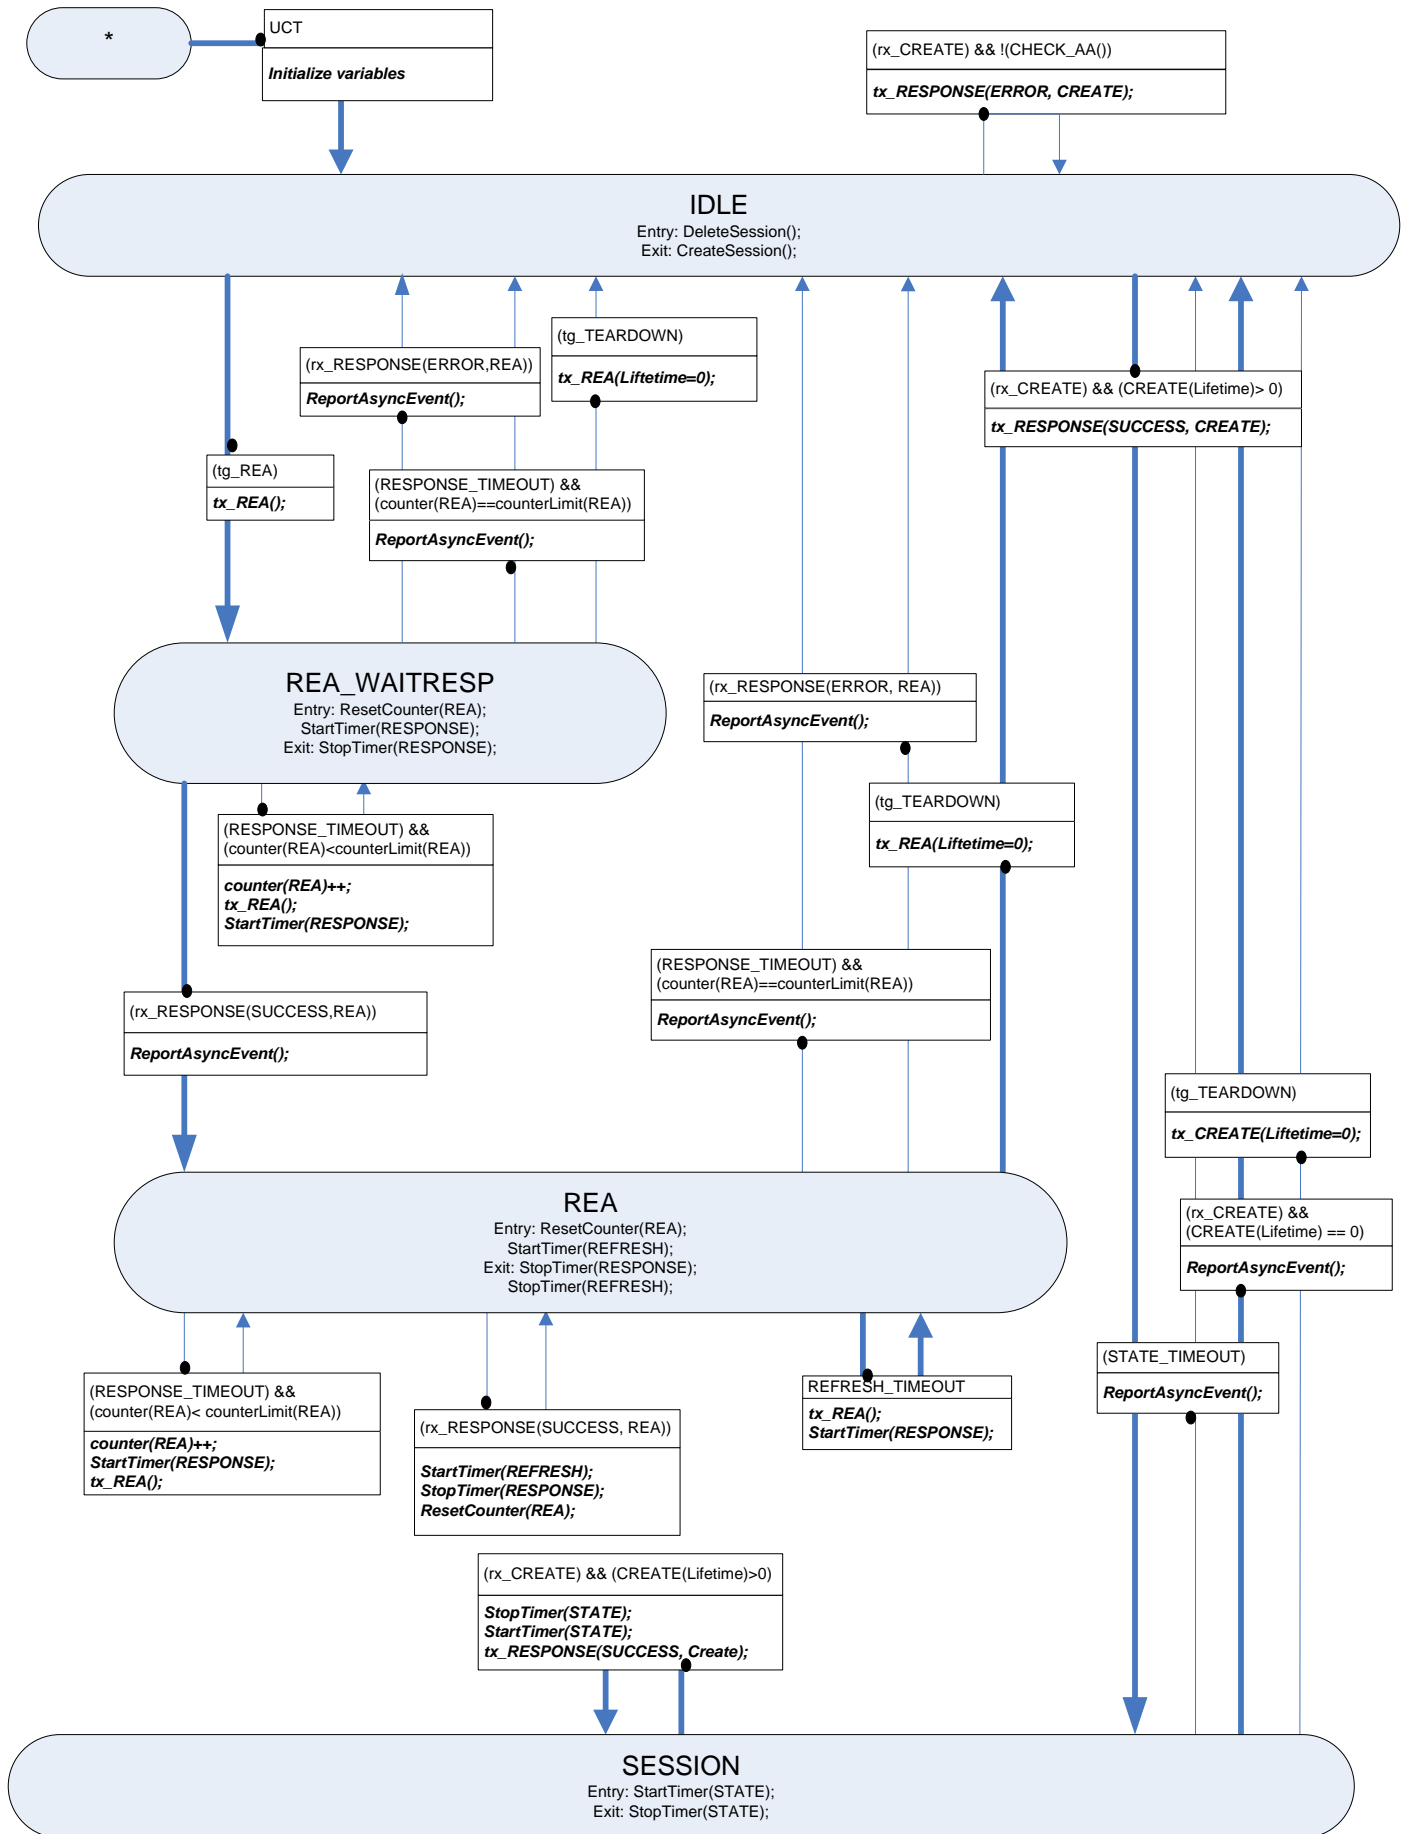 *
UCT
Initialize variables
(rx_CREATE) && !(CHECK_AA())
tx_RESPONSE(ERROR, CREATE);
IDLE
Entry: DeleteSession();
Exit: CreateSession();
(tg_REA)
tx_REA();
(rx_RESPONSE(ERROR,REA))
ReportAsyncEvent();
(tg_TEARDOWN)
tx_REA(Liftetime=0);
(RESPONSE_TIMEOUT) &&
(counter(REA)==counterLimit(REA))
ReportAsyncEvent();
(rx_CREATE) && (CREATE(Lifetime)> 0)
tx_RESPONSE(SUCCESS, CREATE);
REA_WAITRESP
Entry: ResetCounter(REA);
StartTimer(RESPONSE);
Exit: StopTimer(RESPONSE);
(rx_RESPONSE(ERROR, REA))
ReportAsyncEvent();
(tg_TEARDOWN)
tx_REA(Liftetime=0);
(RESPONSE_TIMEOUT) &&
(counter(REA)<counterLimit(REA))
counter(REA)++;
tx_REA();
StartTimer(RESPONSE);
(RESPONSE_TIMEOUT) &&
(counter(REA)==counterLimit(REA))
ReportAsyncEvent();
(rx_RESPONSE(SUCCESS,REA))
ReportAsyncEvent();
(tg_TEARDOWN)
tx_CREATE(Liftetime=0);
REA
Entry: ResetCounter(REA);
StartTimer(REFRESH);
Exit: StopTimer(RESPONSE);
StopTimer(REFRESH);
(rx_CREATE) &&
(CREATE(Lifetime) == 0)
ReportAsyncEvent();
(STATE_TIMEOUT)
ReportAsyncEvent();
(RESPONSE_TIMEOUT) &&
(counter(REA)< counterLimit(REA))
counter(REA)++;
StartTimer(RESPONSE);
tx_REA();
(rx_RESPONSE(SUCCESS, REA))
StartTimer(REFRESH);
StopTimer(RESPONSE);
ResetCounter(REA);
REFRESH_TIMEOUT
tx_REA();
StartTimer(RESPONSE);
(rx_CREATE) && (CREATE(Lifetime)>0)
StopTimer(STATE);
StartTimer(STATE);
tx_RESPONSE(SUCCESS, Create);
SESSION
Entry: StartTimer(STATE);
Exit: StopTimer(STATE);